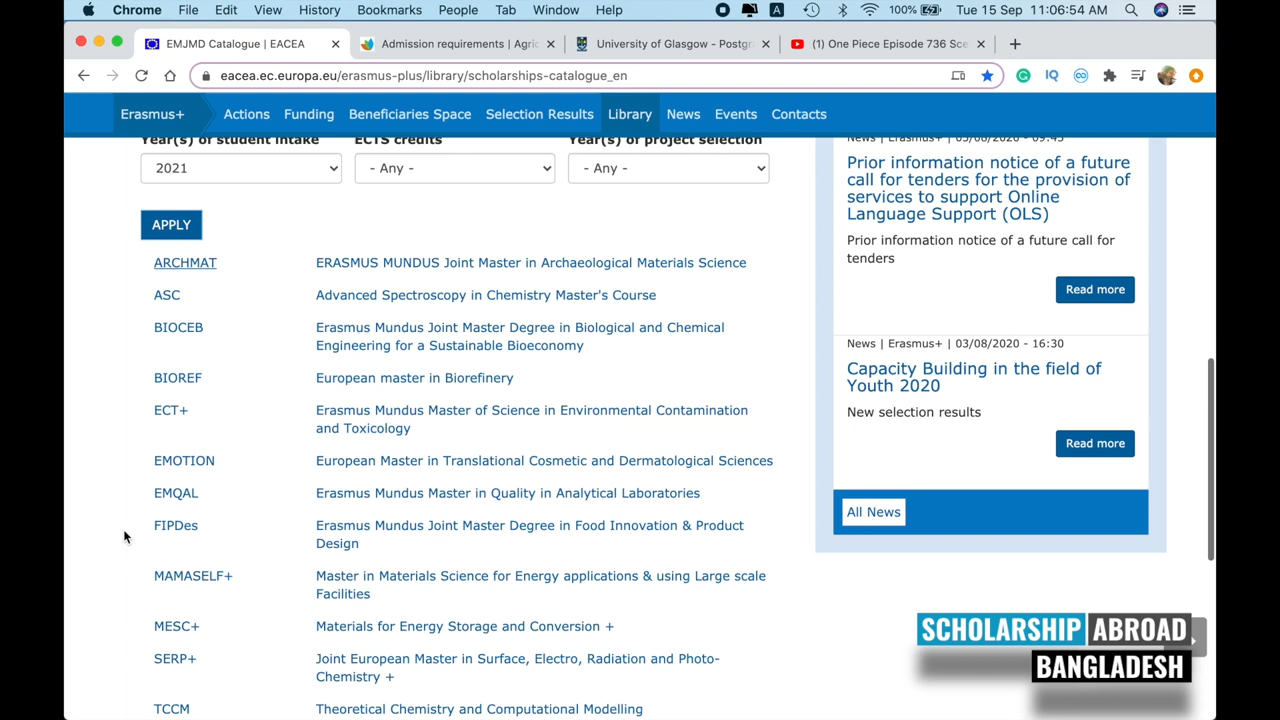 Chrome File Edit View History Bookmarks People Tab Window Help A 100% Tue 15 Sep 11:06:54 AM
EMJMD Catalogue | EACEA
Admission requirements | Agric
University of Glasgow - Postgr
(1) One Piece Episode 736 Sce
eacea.ec.europa.eu/erasmus-plus/library/scholarships-catalogue_en
Erasmus+ Actions Funding Beneficiaries Space Selection Results Library News Events Contacts
Year(s) of student intake ECTS credits Year(s) of project selection
2021 - Any - - Any -
APPLY
ARCHMAT ERASMUS MUNDUS Joint Master in Archaeological Materials Science
ASC Advanced Spectroscopy in Chemistry Master's Course
BIOCEB Erasmus Mundus Joint Master Degree in Biological and Chemical
Engineering for a Sustainable Bioeconomy
BIOREF European master in Biorefinery
ECT+ Erasmus Mundus Master of Science in Environmental Contamination
and Toxicology
EMOTION European Master in Translational Cosmetic and Dermatological Sciences
EMQAL Erasmus Mundus Master in Quality in Analytical Laboratories
FIPDes Erasmus Mundus Joint Master Degree in Food Innovation & Product
Design
MAMASELF+ Master in Materials Science for Energy applications & using Large scale
Facilities
MESC+ Materials for Energy Storage and Conversion +
SERP+ Joint European Master in Surface, Electro, Radiation and Photo-
Chemistry +
TCCM Theoretical Chemistry and Computational Modelling
News | Erasmus+ | 03/08/2020 - 09:45
Prior information notice of a future
call for tenders for the provision of
services to support Online
Language Support (OLS)
Prior information notice of a future call for
tenders
Read more
News | Erasmus+ | 03/08/2020 - 16:30
Capacity Building in the field of
Youth 2020
New selection results
Read more
All News
SCHOLARSHIP ABROAD
BANGLADESH